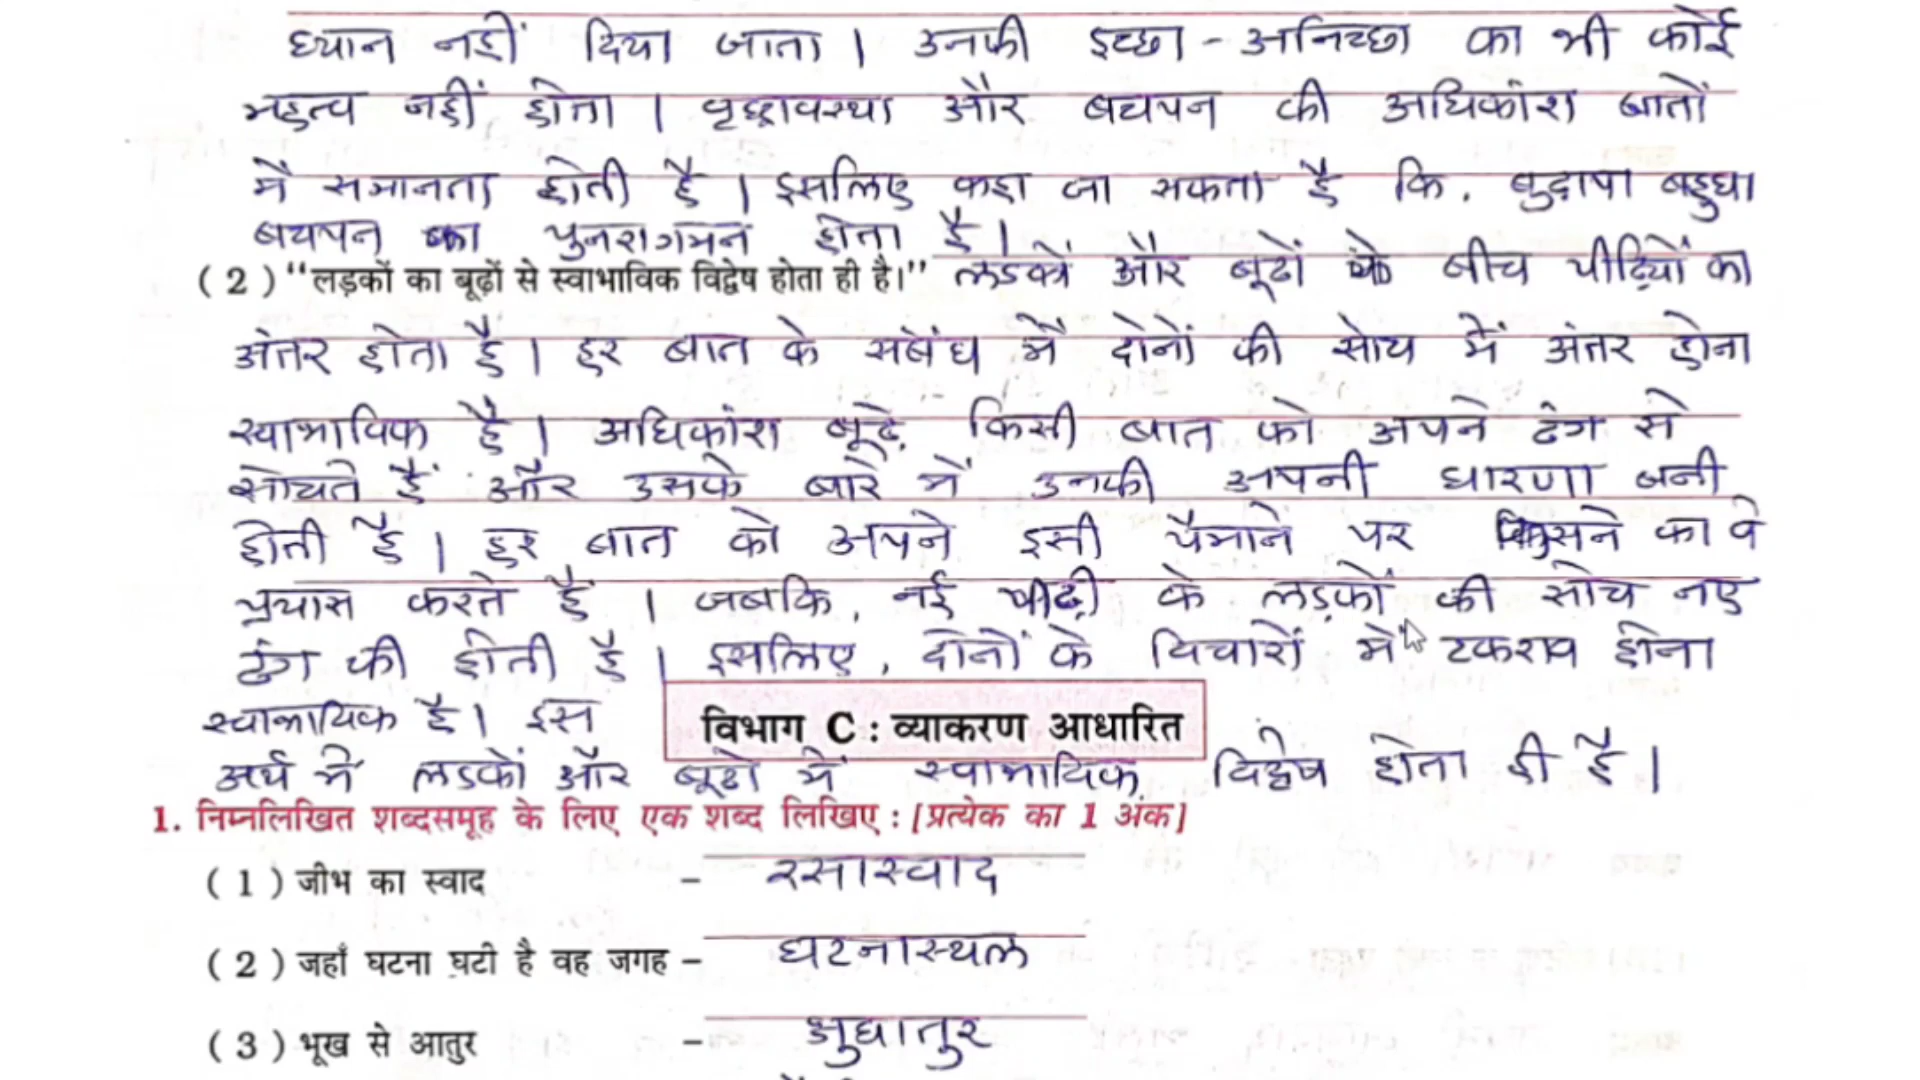 ध्यान नहीं दिया जाता । उनकी इच्छा - अनिच्छा का भी कोई
महत्व नहीं होता । वृद्धावस्था और बचपन की अधिकांश बातों
में समानता होती है । इसलिए कहा जा सकता है कि, बुढ़ापा बहुधा
बचपन का पुनरागमन होता है ।
( 2 ) “लड़कों का बूढ़ों से स्वाभाविक विद्वेष होता ही है।” लडकों और बूढों के बीच पीढ़ियों का
अंतर होता है । हर बात के संबंध में दोनों की सोच में अंतर होना
स्वाभाविक है । अधिकांश बूढ़े, किसी बात को अपने ढंग से
सोचते हैं और उसके बारे में उनकी अपनी धारणा बनी
होती है । हर बात को अपने इसी पैमाने पर का वे
प्रयास करते हैं । जबकि, नई पीढ़ी के लड़कों की सोच नए
ढंग की होती है । इसलिए, दोनों के विचारों में टकराव होना
स्वाभाविक है । इस
विभाग C : व्याकरण आधारित
अर्थ में लडकों और बूढों में स्वाभाविक विद्वेष होता ही है ।
1. निम्नलिखित शब्दसमूह के लिए एक शब्द लिखिए : [प्रत्येक का 1 अंक]
( 1 ) जीभ का स्वाद – रसास्वाद
( 2 ) जहाँ घटना घटी है वह जगह – घटनास्थल
( 3 ) भूख से आतुर – क्षुधातुर